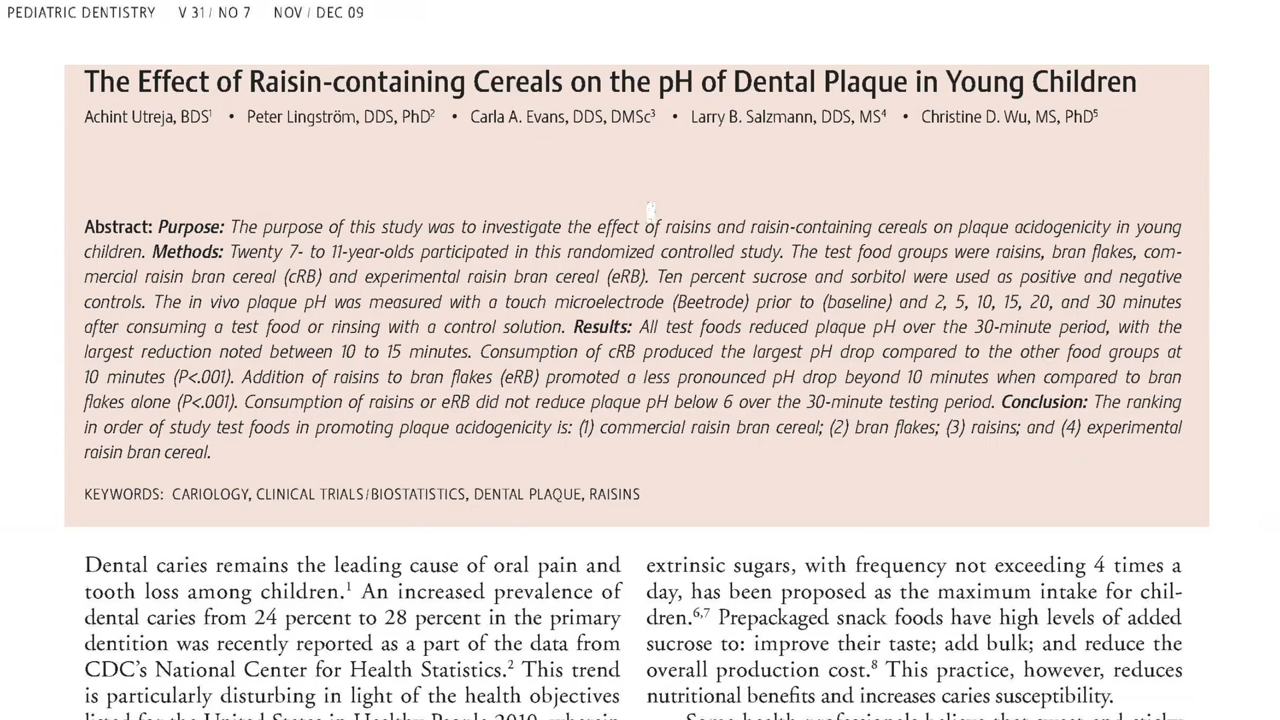 PEDIATRIC DENTISTRY V 31 / NO 7 NOV / DEC 09
The Effect of Raisin-containing Cereals on the pH of Dental Plaque in Young Children
Achint Utreja, BDS¹ • Peter Lingström, DDS, PhD² • Carla A. Evans, DDS, DMSc³ • Larry B. Salzmann, DDS, MS⁴ • Christine D. Wu, MS, PhD⁵
Abstract: Purpose: The purpose of this study was to investigate the effect of raisins and raisin-containing cereals on plaque acidogenicity in young
children. Methods: Twenty 7- to 11-year-olds participated in this randomized controlled study. The test food groups were raisins, bran flakes, com-
mercial raisin bran cereal (cRB) and experimental raisin bran cereal (eRB). Ten percent sucrose and sorbitol were used as positive and negative
controls. The in vivo plaque pH was measured with a touch microelectrode (Beetrode) prior to (baseline) and 2, 5, 10, 15, 20, and 30 minutes
after consuming a test food or rinsing with a control solution. Results: All test foods reduced plaque pH over the 30-minute period, with the
largest reduction noted between 10 to 15 minutes. Consumption of cRB produced the largest pH drop compared to the other food groups at
10 minutes (P<.001). Addition of raisins to bran flakes (eRB) promoted a less pronounced pH drop beyond 10 minutes when compared to bran
flakes alone (P<.001). Consumption of raisins or eRB did not reduce plaque pH below 6 over the 30-minute testing period. Conclusion: The ranking
in order of study test foods in promoting plaque acidogenicity is: (1) commercial raisin bran cereal; (2) bran flakes; (3) raisins; and (4) experimental
raisin bran cereal.
KEYWORDS: CARIOLOGY, CLINICAL TRIALS/BIOSTATISTICS, DENTAL PLAQUE, RAISINS
Dental caries remains the leading cause of oral pain and
tooth loss among children.¹ An increased prevalence of
dental caries from 24 percent to 28 percent in the primary
dentition was recently reported as a part of the data from
CDC's National Center for Health Statistics.² This trend
is particularly disturbing in light of the health objectives
listed for the United States in Healthy People 2010, wherein
extrinsic sugars, with frequency not exceeding 4 times a
day, has been proposed as the maximum intake for chil-
dren.⁶,⁷ Prepackaged snack foods have high levels of added
sucrose to: improve their taste; add bulk; and reduce the
overall production cost.⁸ This practice, however, reduces
nutritional benefits and increases caries susceptibility.
Some health professionals believe that sweet and sticky